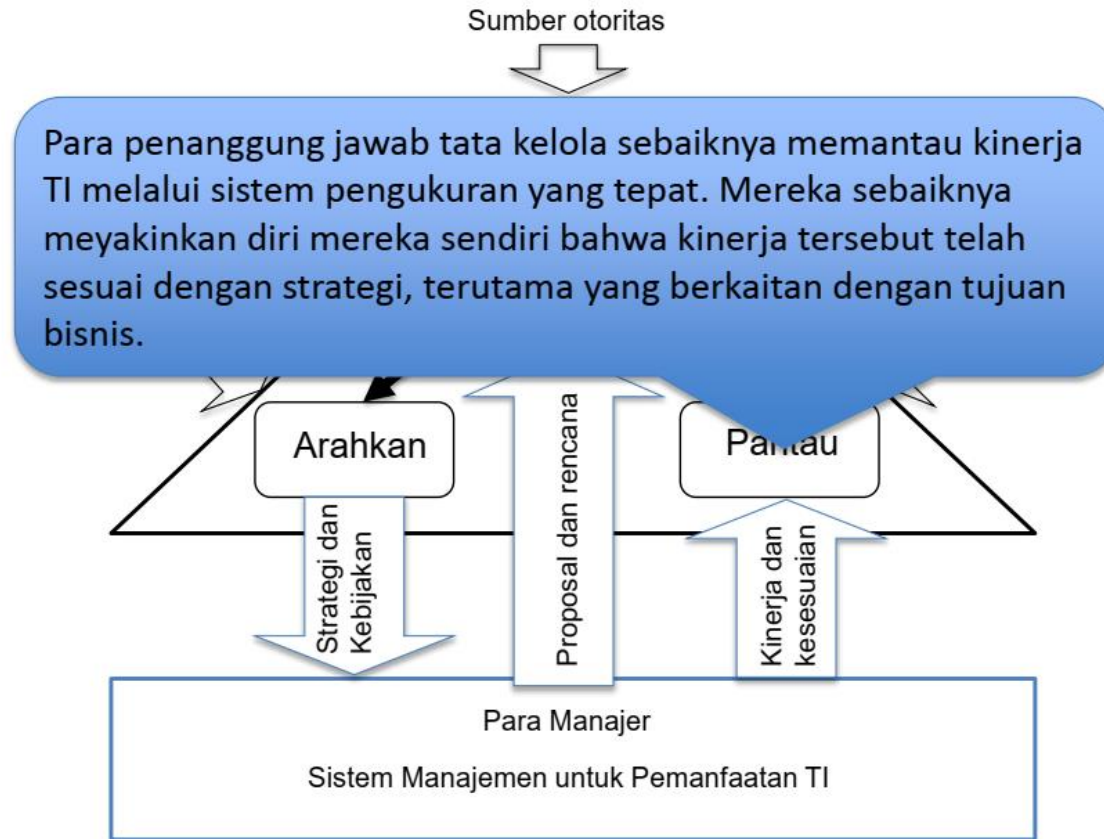 Sumber otoritas
Para penanggung jawab tata kelola sebaiknya memantau kinerja
TI melalui sistem pengukuran yang tepat. Mereka sebaiknya
meyakinkan diri mereka sendiri bahwa kinerja tersebut telah
sesuai dengan strategi, terutama yang berkaitan dengan tujuan
bisnis.
Arahkan
Pantau
Strategi dan
Kebijakan
Proposal dan rencana
Kinerja dan
kesesuaian
Para Manajer
Sistem Manajemen untuk Pemanfaatan TI